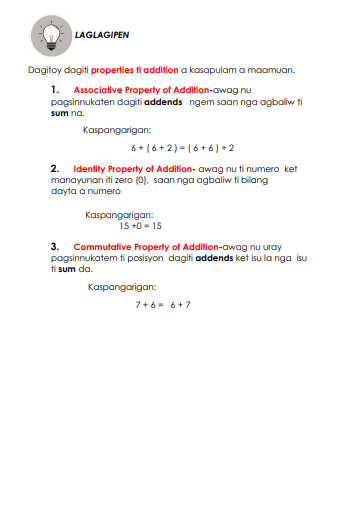 LAGLAGIPEN
Dagitoy dagiti properties ti addition a kasapulam a maamuan.
1. Associative Property of Addition-awag nu
pagsinnukaten dagiti addends ngem saan nga agbaliw ti
sum na.
Kaspangarigan:
6 + ( 6 + 2 ) = ( 6 + 6 ) + 2
2. Identity Property of Addition- awag nu ti numero ket
manayunan iti zero (0), saan nga agbaliw ti bilang
dayta a numero
Kaspangarigan:
15 +0 = 15
3. Commutative Property of Addition-awag nu uray
pagsinnukatem ti posisyon dagiti addends ket isu la nga isu
ti sum da.
Kaspangarigan:
7 + 6 = 6 + 7